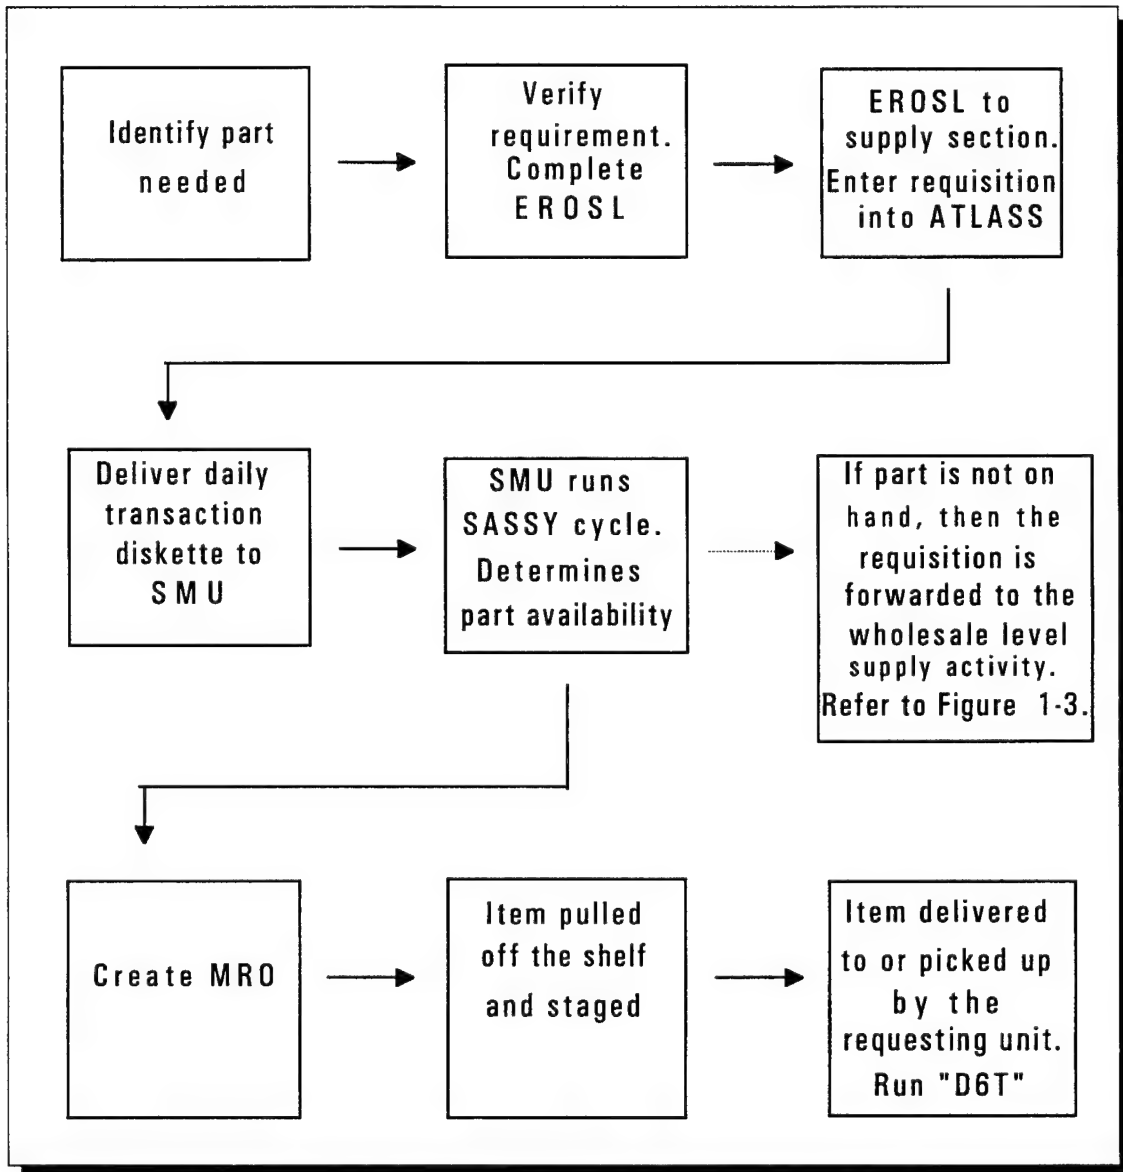 Identify part
needed
Verify
requirement.
Complete
EROSL
EROSL to
supply section.
Enter requisition
into ATLASS
Deliver daily
transaction
diskette to
SMU
SMU runs
SASSY cycle.
Determines
part availability
If part is not on
hand, then the
requisition is
forwarded to the
wholesale level
supply activity.
Refer to Figure 1-3.
Create MRO
Item pulled
off the shelf
and staged
Item delivered
to or picked up
by the
requesting unit.
Run "D6T"